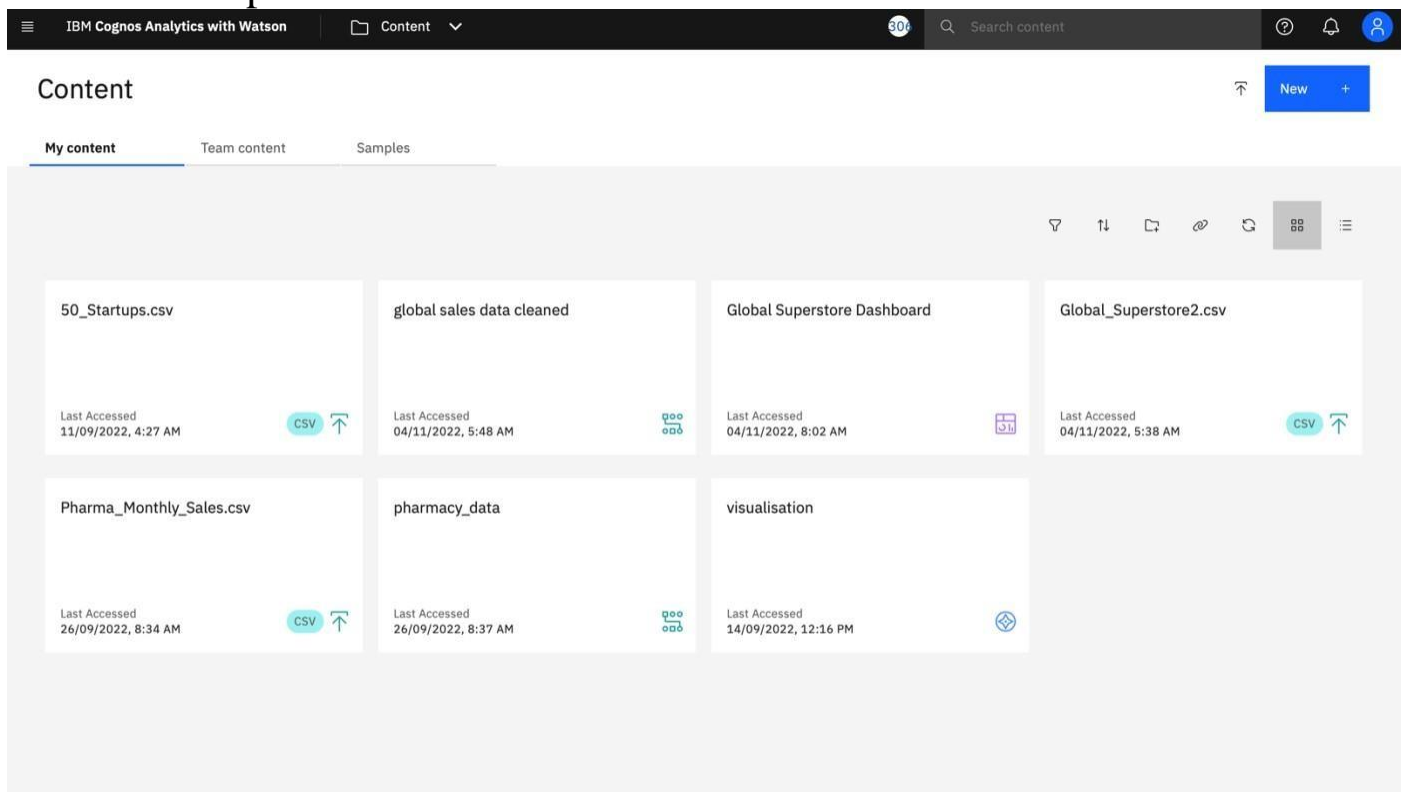 IBM Cognos Analytics with Watson
Content
306
Search content
Content
New +
My content
Team content
Samples
50_Startups.csv
Last Accessed
11/09/2022, 4:27 AM
CSV
global sales data cleaned
Last Accessed
04/11/2022, 5:48 AM
Global Superstore Dashboard
Last Accessed
04/11/2022, 8:02 AM
Global_Superstore2.csv
Last Accessed
04/11/2022, 5:38 AM
CSV
Pharma_Monthly_Sales.csv
Last Accessed
26/09/2022, 8:34 AM
CSV
pharmacy_data
Last Accessed
26/09/2022, 8:37 AM
visualisation
Last Accessed
14/09/2022, 12:16 PM